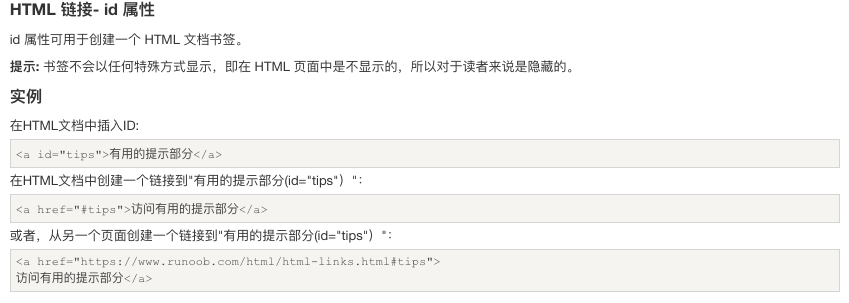 HTML 链接- id 属性
id 属性可用于创建一个 HTML 文档书签。
提示: 书签不会以任何特殊方式显示，即在 HTML 页面中是不显示的，所以对于读者来说是隐藏的。
实例
在HTML文档中插入ID:
<a id="tips">有用的提示部分</a>
在HTML文档中创建一个链接到"有用的提示部分(id="tips"）"：
<a href="#tips">访问有用的提示部分</a>
或者，从另一个页面创建一个链接到"有用的提示部分(id="tips"）"：
<a href="https://www.runoob.com/html/html-links.html#tips">
访问有用的提示部分</a>